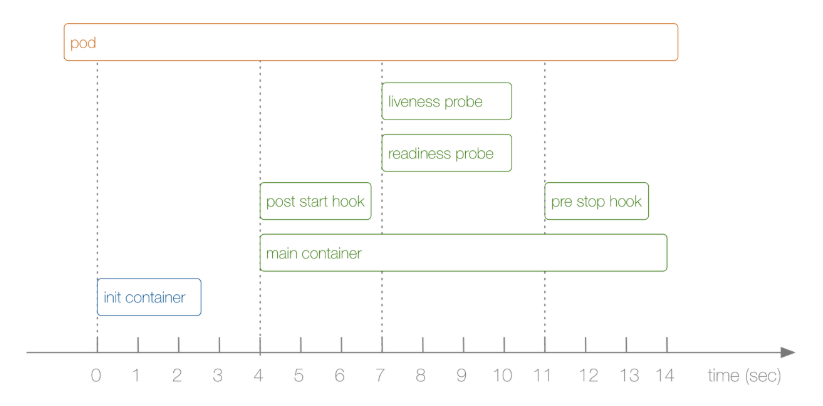 pod
liveness probe
readiness probe
post start hook
pre stop hook
main container
init container
0 1 2 3 4 5 6 7 8 9 10 11 12 13 14 time (sec)